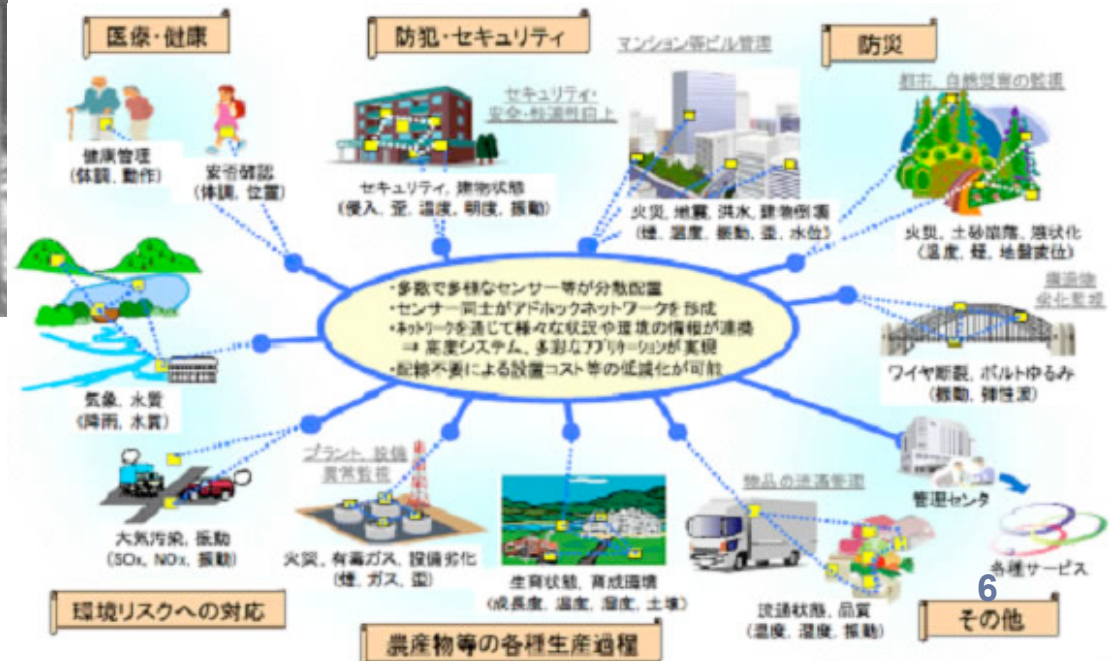 医療・健康
防犯・セキュリティ
マンション等ビル管理
防災
セキュリティ・
安全・快適性向上
都市、自然災害の監視
健康管理
(体調, 動作)
安否確認
(体調, 位置)
セキュリティ, 建物状態
(侵入, 歪, 温度, 明度, 振動)
火災, 地震, 洪水, 建物倒壊
(煙, 温度, 振動, 歪, 水位)
火災, 土砂陥落, 液状化
(温度, 煙, 地盤変位)
・多数で多様なセンサー等が分散配置
・センサー同士がアドホックネットワークを形成
・ネットワークを通じて様々な状況や環境の情報が連携
⇒ 高度システム、多彩なアプリケーションが実現
・配線不要による設置コスト等の低減化が可能
構造物
劣化監視
ワイヤ断裂, ボルトゆるみ
(振動, 弾性波)
気象, 水質
(降雨, 水質)
プラント、設備
異常監視
物品の流通管理
管理センタ
大気汚染, 振動
(SOx, NOx, 振動)
火災, 有毒ガス, 設備劣化
(煙, ガス, 歪)
生育状態, 育成環境
(成長度, 温度, 湿度, 土壌)
流通状態, 品質
(温度, 湿度, 振動)
各種サービス
6
環境リスクへの対応
農産物等の各種生産過程
その他